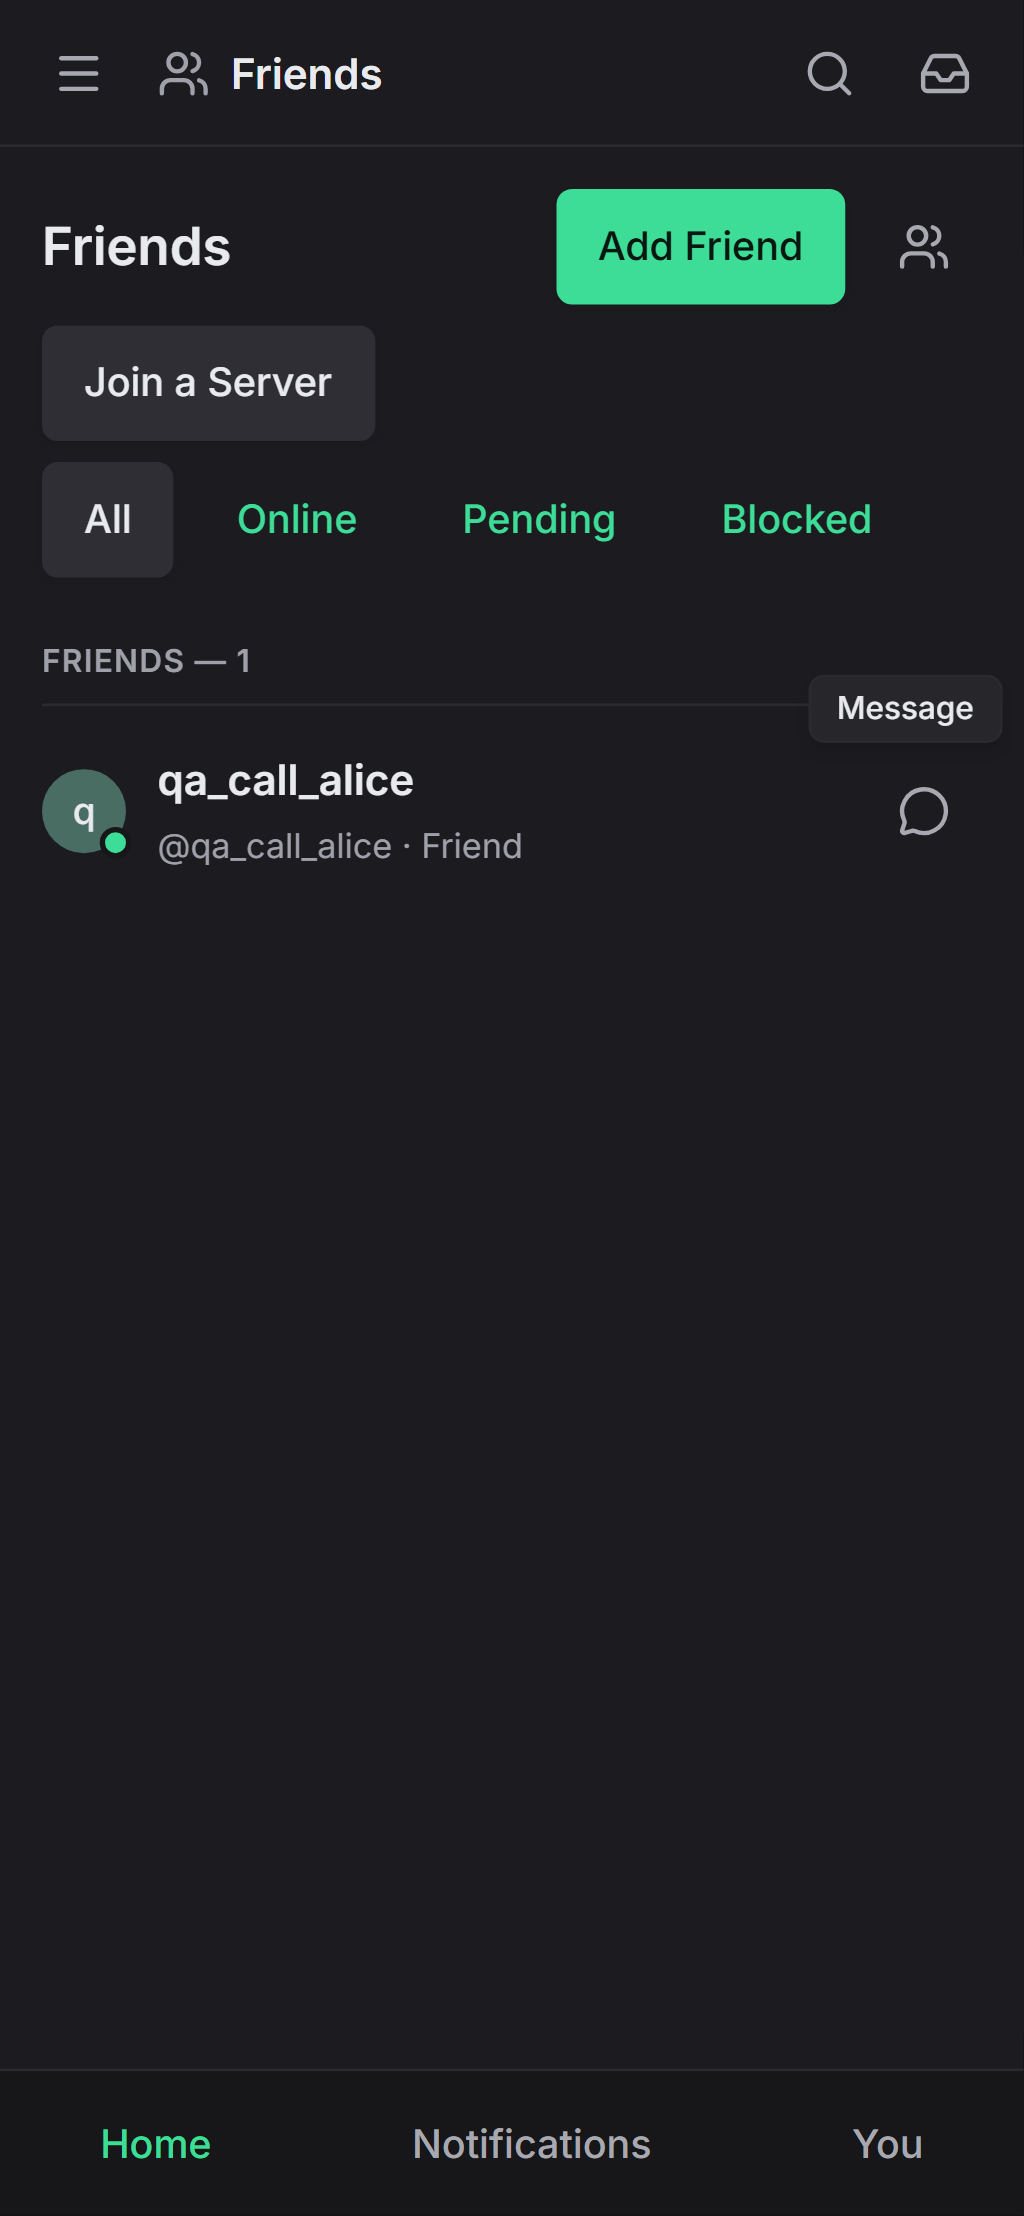 Friends
Friends
Add Friend
Join a Server
All Online Pending Blocked
FRIENDS — 1
Message
q
qa_call_alice
@qa_call_alice · Friend
Home Notifications You